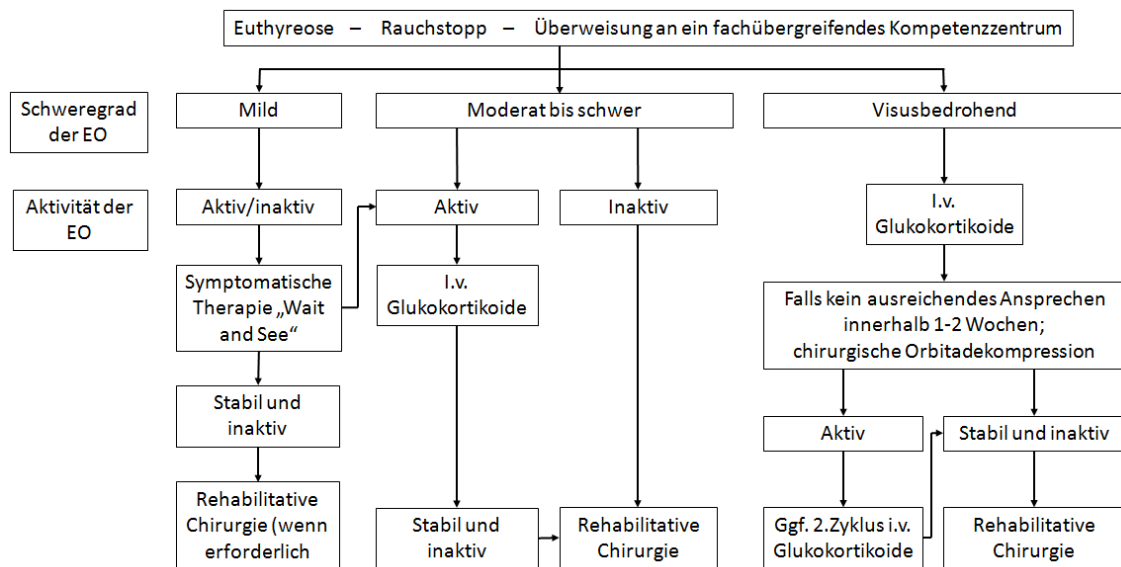 Euthyreose – Rauchstopp – Überweisung an ein fachübergreifendes Kompetenzzentrum
Schweregrad
der EO
Mild
Moderat bis schwer
Visusbedrohend
Aktivität der
EO
Aktiv/inaktiv
Aktiv
Inaktiv
I.v.
Glukokortikoide
Symptomatische
Therapie „Wait
and See“
I.v.
Glukokortikoide
Falls kein ausreichendes Ansprechen
innerhalb 1-2 Wochen;
chirurgische Orbitadekompression
Stabil und
inaktiv
Aktiv
Stabil und inaktiv
Rehabilitative
Chirurgie (wenn
erforderlich
Stabil und
inaktiv
Rehabilitative
Chirurgie
Ggf. 2.Zyklus i.v.
Glukokortikoide
Rehabilitative
Chirurgie